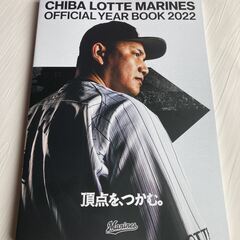 CHIBA LOTTE MARINES
OFFICIAL YEAR BOOK 2022
頂点を、つかむ。
Marines